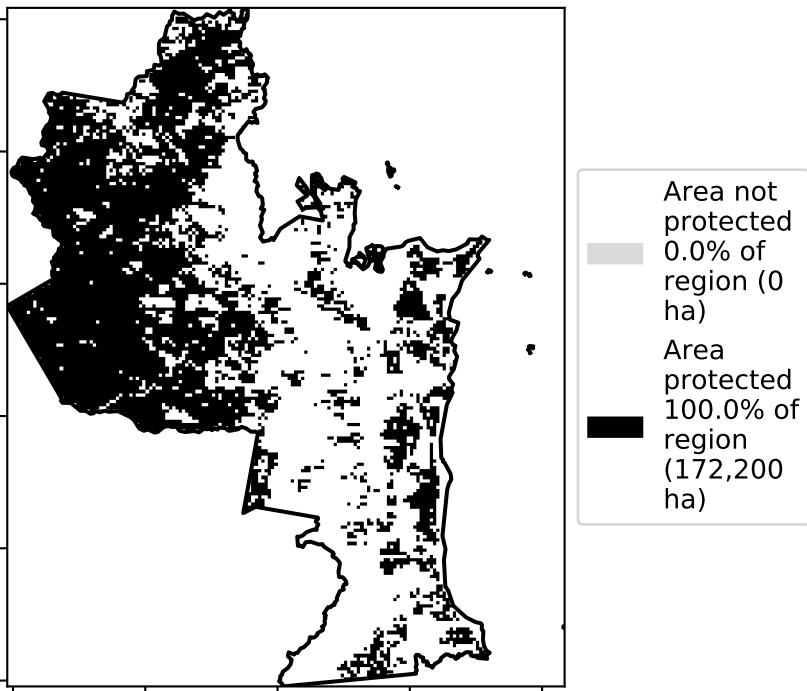 Area not
protected
0.0% of
region (0
ha)
Area
protected
100.0% of
region
(172,200
ha)